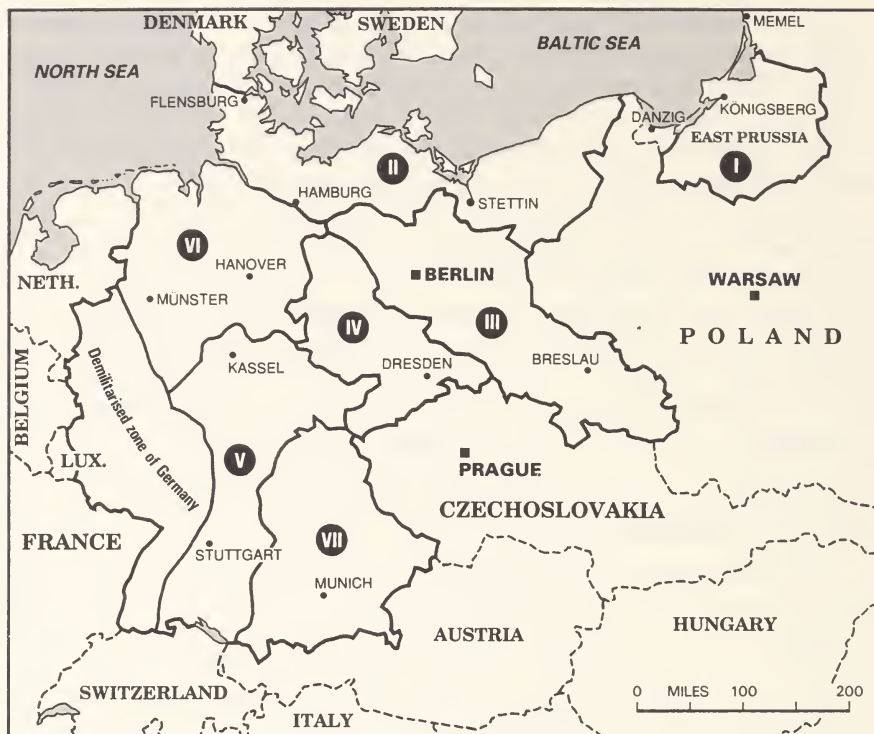 DENMARK
SWEDEN
MEMEL
NORTH SEA
BALTIC SEA
FLENSBURG
KÖNIGSBERG
DANZIG
EAST PRUSSIA
I
II
HAMBURG
STETTIN
VI
HANOVER
BERLIN
WARSAW
NETH.
MÜNSTER
IV
III
POLAND
KASSEL
DRESDEN
BRESLAU
BELGIUM
Demilitarised zone of Germany
LUX.
V
PRAGUE
CZECHOSLOVAKIA
FRANCE
STUTTGART
VII
MUNICH
AUSTRIA
HUNGARY
SWITZERLAND
ITALY
0 MILES 100 200